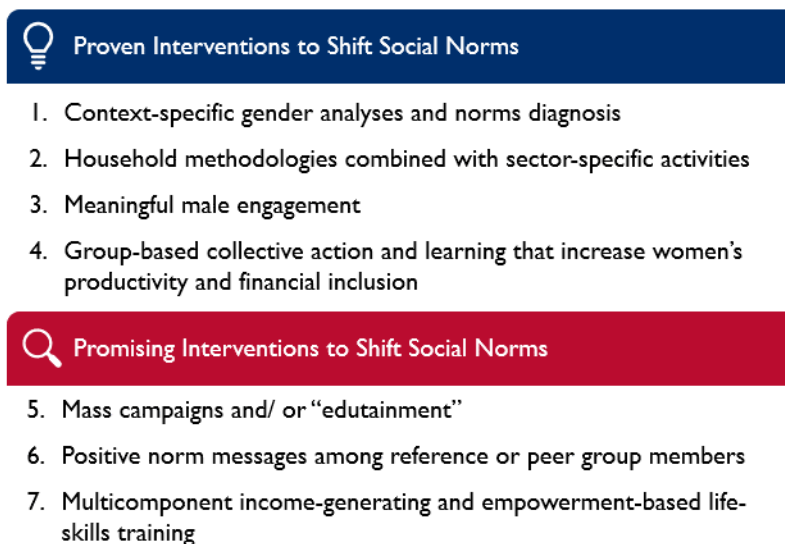 Proven Interventions to Shift Social Norms
1. Context-specific gender analyses and norms diagnosis
2. Household methodologies combined with sector-specific activities
3. Meaningful male engagement
4. Group-based collective action and learning that increase women’s
productivity and financial inclusion
Promising Interventions to Shift Social Norms
5. Mass campaigns and/ or “edutainment”
6. Positive norm messages among reference or peer group members
7. Multicomponent income-generating and empowerment-based life-
skills training